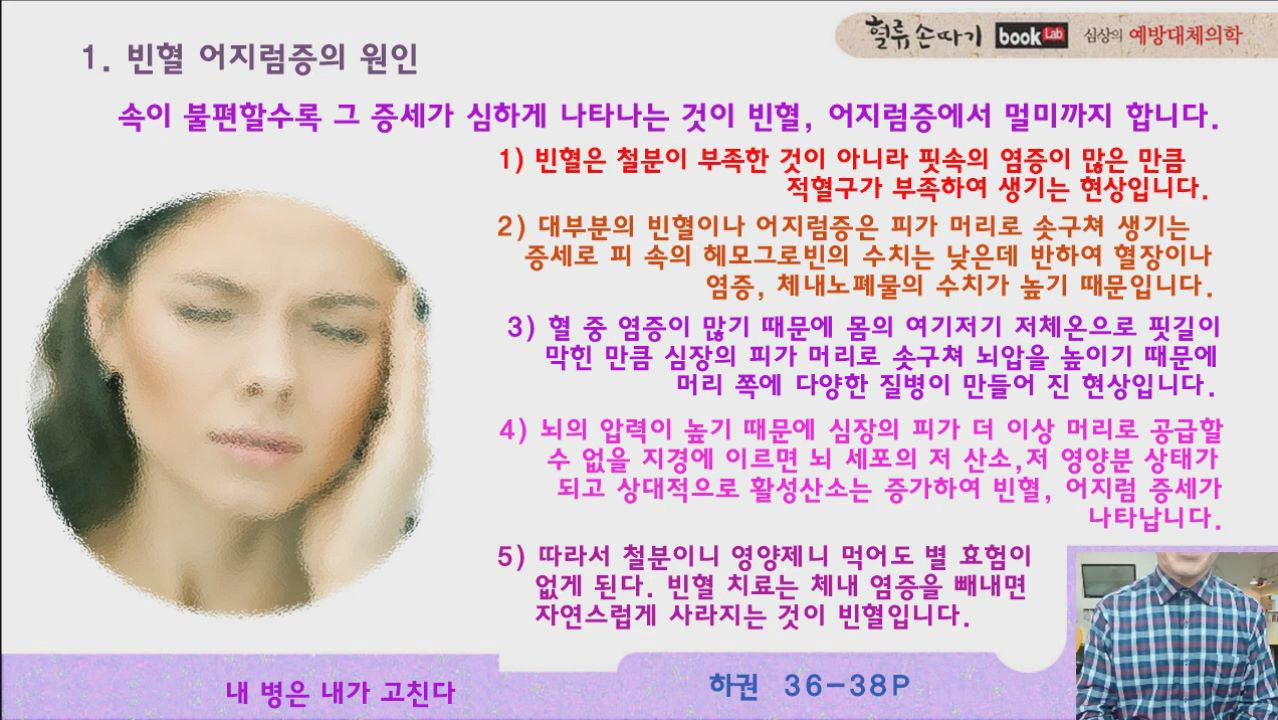 혈류 손따기 book Lab 심상의 예방대체의학
1. 빈혈 어지럼증의 원인
속이 불편할수록 그 증세가 심하게 나타나는 것이 빈혈, 어지럼증에서 멀미까지 합니다.
1) 빈혈은 철분이 부족한 것이 아니라 핏속의 염증이 많은 만큼
적혈구가 부족하여 생기는 현상입니다.
2) 대부분의 빈혈이나 어지럼증은 피가 머리로 솟구쳐 생기는
증세로 피 속의 헤모그로빈의 수치는 낮은데 반하여 혈장이나
염증, 체내노폐물의 수치가 높기 때문입니다.
3) 혈 중 염증이 많기 때문에 몸의 여기저기 저체온으로 핏길이
막힌 만큼 심장의 피가 머리로 솟구쳐 뇌압을 높이기 때문에
머리 쪽에 다양한 질병이 만들어 진 현상입니다.
4) 뇌의 압력이 높기 때문에 심장의 피가 더 이상 머리로 공급할
수 없을 지경에 이르면 뇌 세포의 저 산소,저 영양분 상태가
되고 상대적으로 활성산소는 증가하여 빈혈, 어지럼 증세가
나타납니다.
5) 따라서 철분이니 영양제니 먹어도 별 효험이
없게 된다. 빈혈 치료는 체내 염증을 빼내면
자연스럽게 사라지는 것이 빈혈입니다.
내 병은 내가 고친다
하권 36-38P